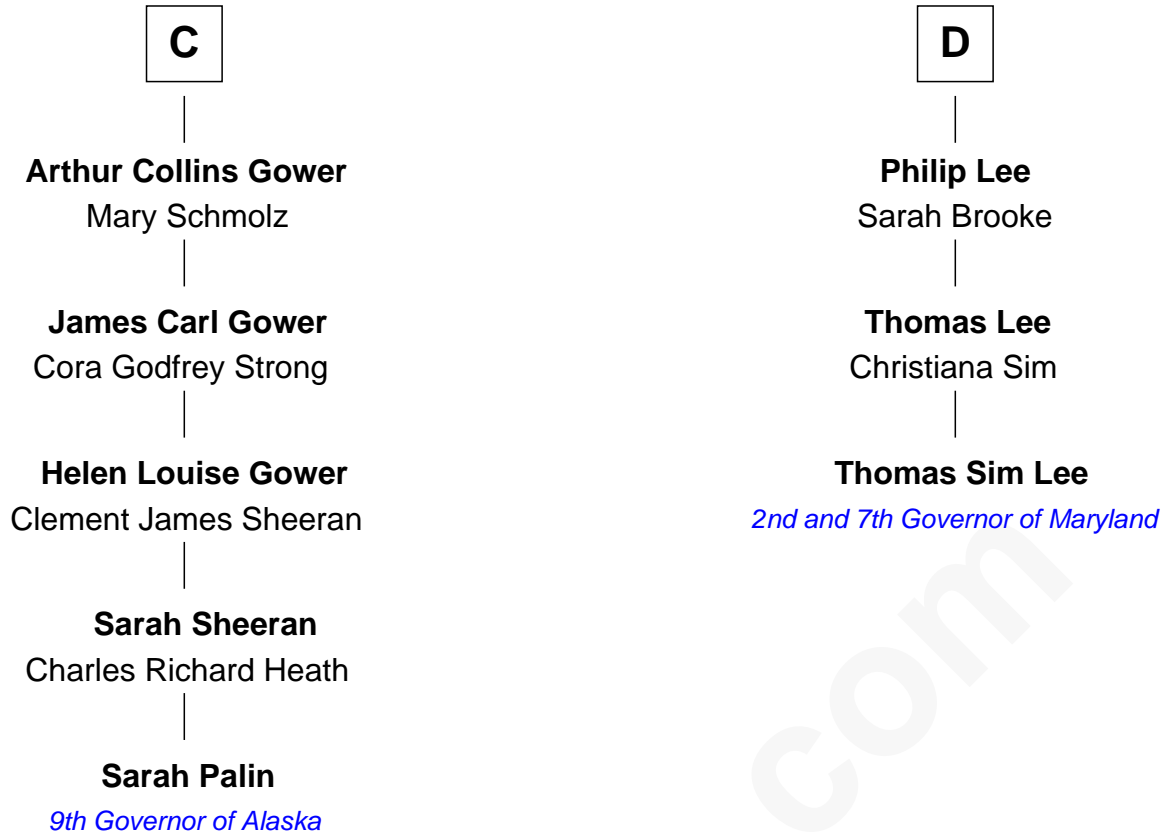 C
Arthur Collins Gower
Mary Schmolz
James Carl Gower
Cora Godfrey Strong
Helen Louise Gower
Clement James Sheeran
Sarah Sheeran
Charles Richard Heath
Sarah Palin
9th Governor of Alaska
D
Philip Lee
Sarah Brooke
Thomas Lee
Christiana Sim
Thomas Sim Lee
2nd and 7th Governor of Maryland
com